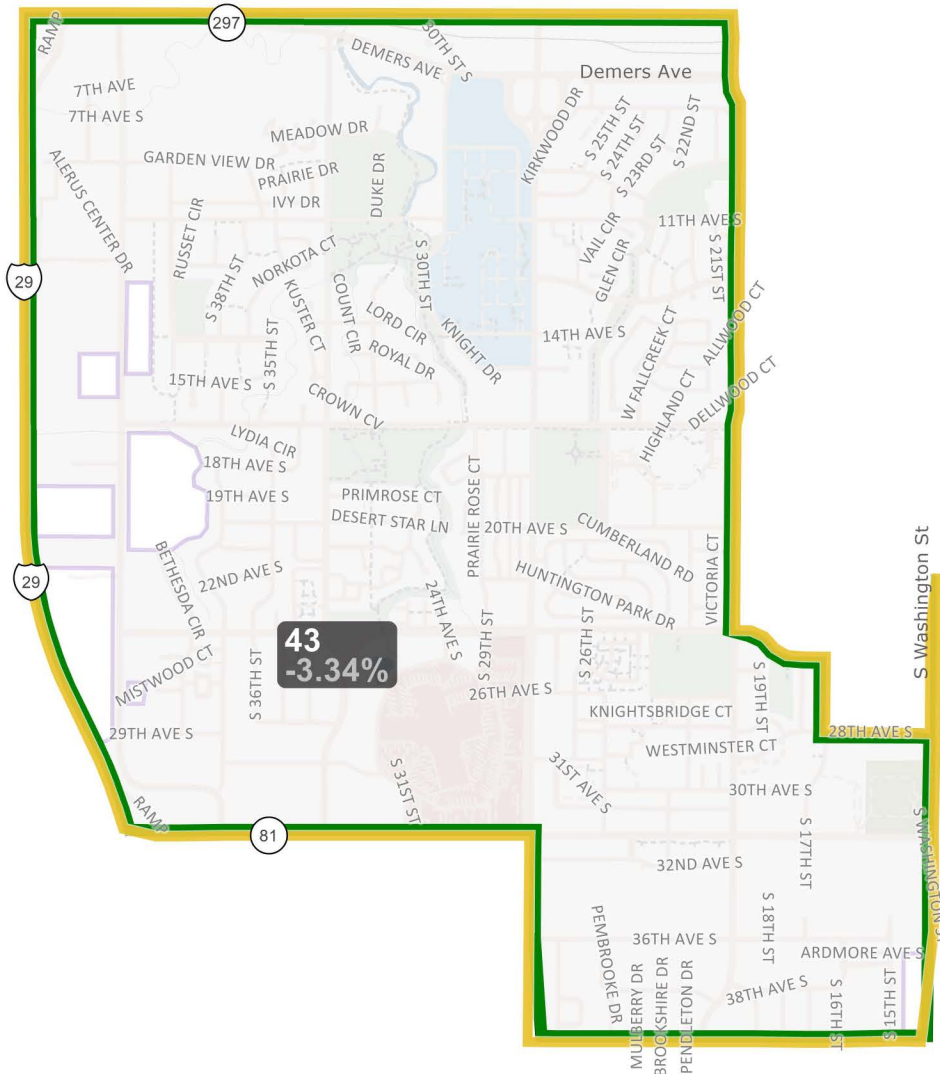 297
RAMP
30TH ST S
DEMERS AVE
Demers Ave
7TH AVE
7TH AVE S
MEADOW DR
KIRKWOOD DR
S 25TH ST
S 24TH ST
S 23RD ST
S 22ND ST
GARDEN VIEW DR
PRAIRIE DR
IVY DR
DUKE DR
ALERUS CENTER DR
RUSSET CIR
11TH AVE S
VAIL CIR
GLEN CIR
S 21ST ST
S 38TH ST
NORKOTA CT
S 30TH ST
29
KUSTER CT
COUNT CIR
LORD CIR
KNIGHT DR
ROYAL DR
14TH AVE S
ALLWOOD CT
W FALLCREEK CT
S 35TH ST
15TH AVE S
CROWN CV
HIGHLAND CT
DELLWOOD CT
LYDIA CIR
18TH AVE S
19TH AVE S
PRIMROSE CT
DESERT STAR LN
PRAIRIE ROSE CT
20TH AVE S
CUMBERLAND RD
29
BETHESDA CIR
22ND AVE S
24TH AVE S
HUNTINGTON PARK DR
VICTORIA CT
S Washington St
43
-3.34%
S 29TH ST
S 26TH ST
MISTWOOD CT
S 36TH ST
26TH AVE S
S 19TH ST
KNIGHTSBRIDGE CT
29TH AVE S
28TH AVE S
WESTMINSTER CT
S 31ST ST
31ST AVE S
30TH AVE S
RAMP
81
S 17TH ST
S WASHINGTON S
32ND AVE S
PEMBROOKE DR
36TH AVE S
S 18TH ST
ARDMORE AVE S
MULBERRY DR
BROOKSHIRE DR
PENDLETON DR
38TH AVE S
S 16TH ST
S 15TH ST